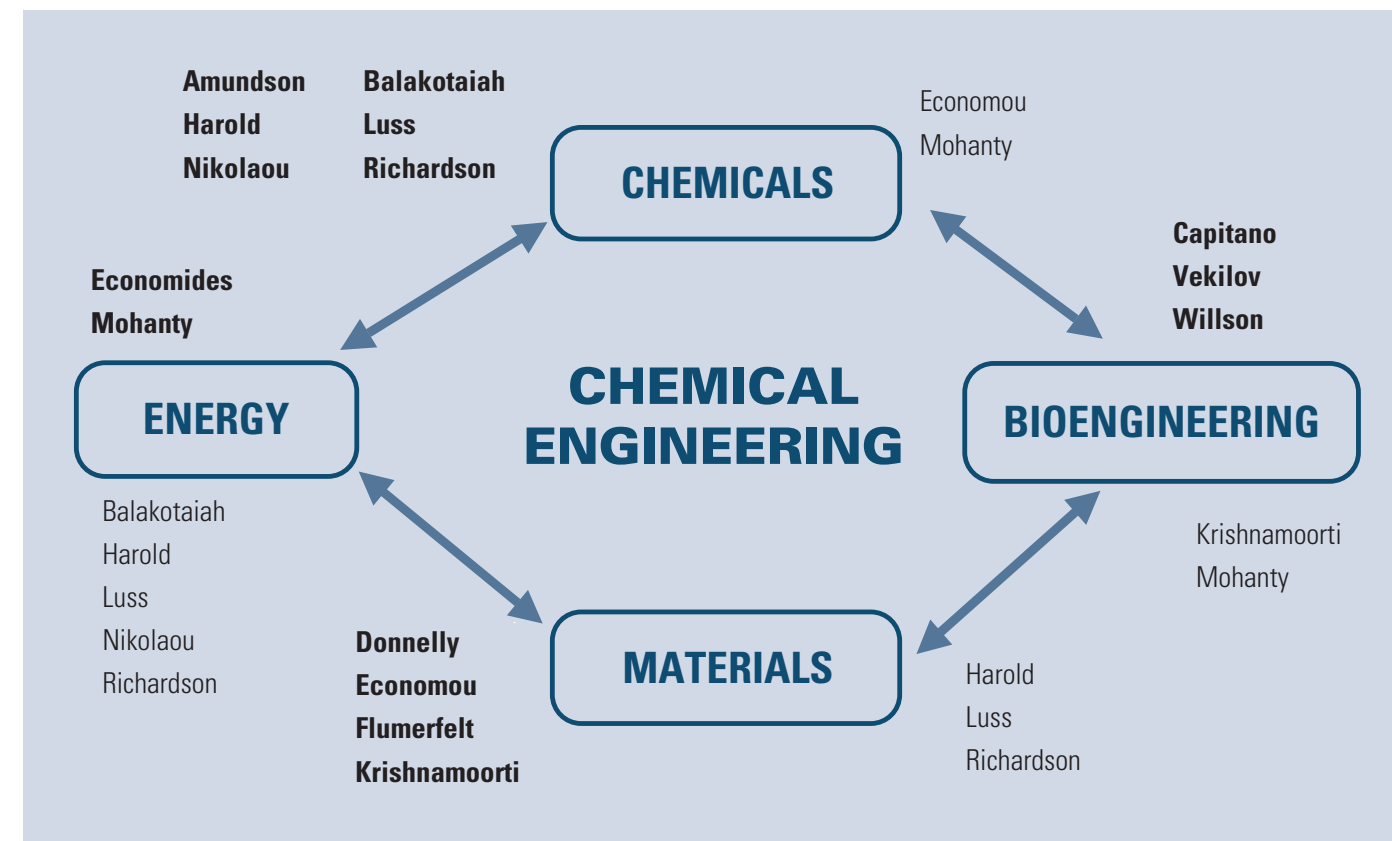 Amundson
Harold
Nikolaou
Balakotaiah
Luss
Richardson
CHEMICALS
Economou
Mohanty
Capitano
Vekilov
Willson
Economides
Mohanty
ENERGY
CHEMICAL
ENGINEERING
BIOENGINEERING
Balakotaiah
Harold
Luss
Nikolaou
Richardson
Donnelly
Economou
Flumerfelt
Krishnamoorti
MATERIALS
Harold
Luss
Richardson
Krishnamoorti
Mohanty